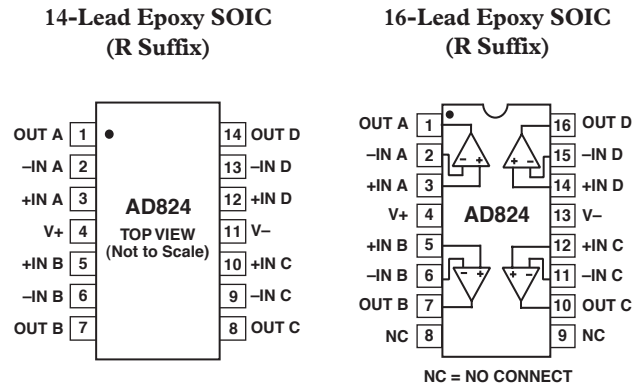 14-Lead Epoxy SOIC
(R Suffix)
OUT A 1 14 OUT D
–IN A 2 13 –IN D
+IN A 3 12 +IN D
V+ 4 11 V–
+IN B 5 10 +IN C
–IN B 6 9 –IN C
OUT B 7 8 OUT C
AD824
TOP VIEW
(Not to Scale)
16-Lead Epoxy SOIC
(R Suffix)
OUT A 1 16 OUT D
–IN A 2 – + + – 15 –IN D
+IN A 3 14 +IN D
V+ 4 AD824 13 V–
+IN B 5 12 +IN C
–IN B 6 – + + – 11 –IN C
OUT B 7 10 OUT C
NC 8 9 NC
NC = NO CONNECT